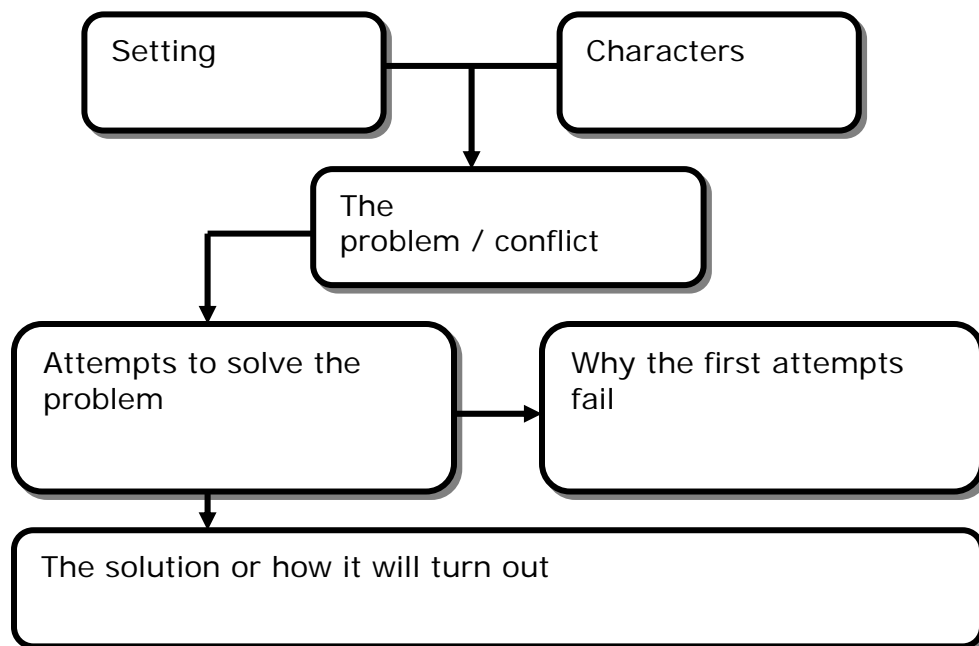 Setting
Characters
The
problem / conflict
Attempts to solve the
problem
Why the first attempts
fail
The solution or how it will turn out